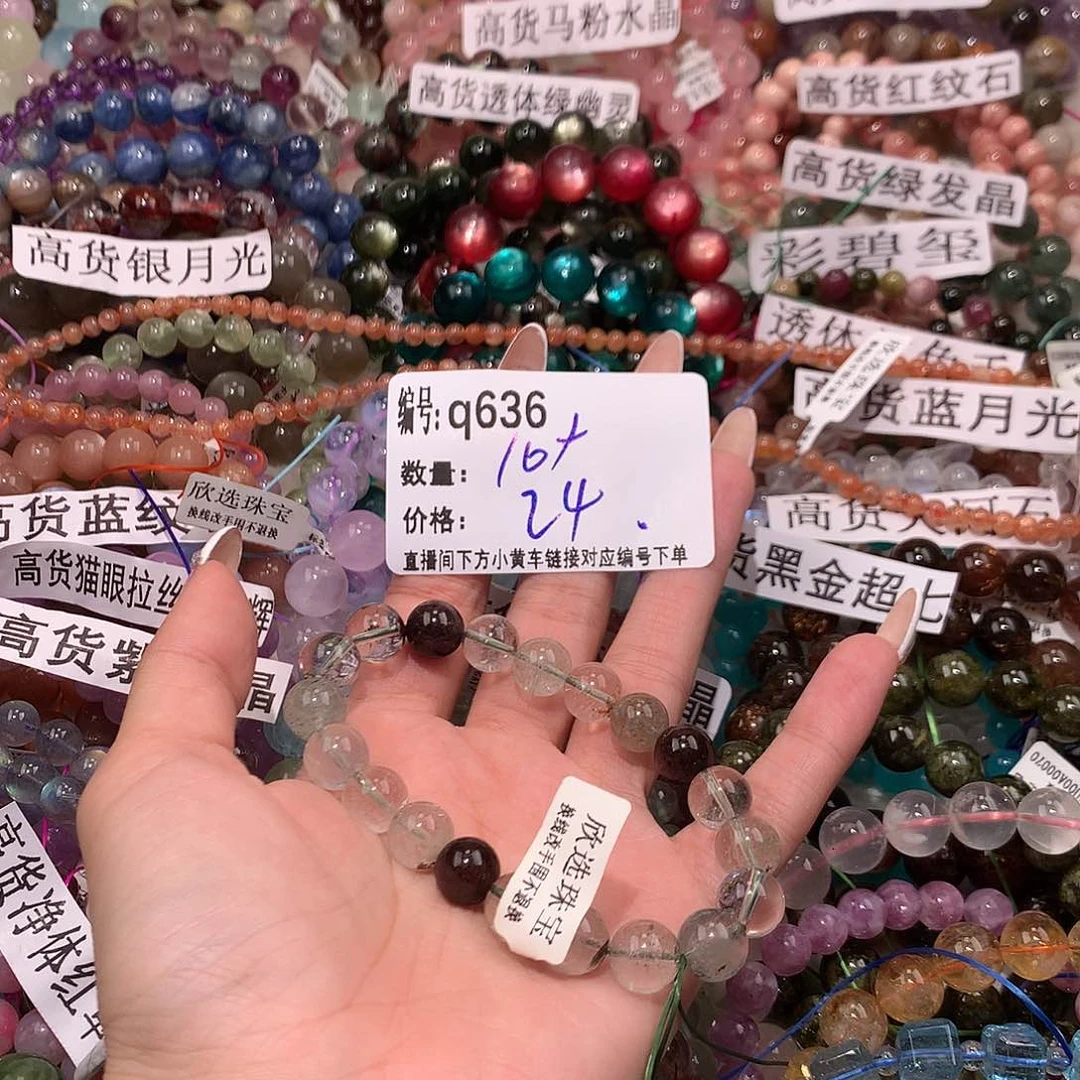 高货马粉水晶
高货透体绿幽灵
高货红纹石
高货绿发晶
彩碧玺
高货银月光
透体
货蓝月光
编号: q636
数量: 10+
价格: 24.
直播间下方小黄车链接对应编号下单
欣选珠宝
换线改手围不退换
高货蓝纹
高货猫眼拉丝
辉
高货紫
晶
货黑金超七
晶
欣选珠宝
换线改手围不退换
高货净体红